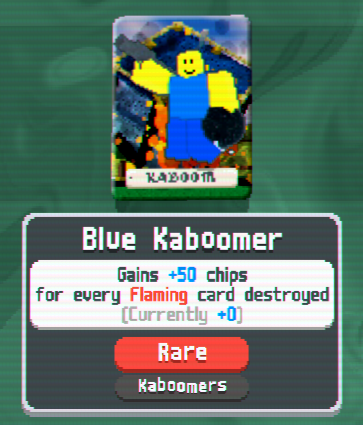 KABOOM
Blue Kaboomer
Gains +50 chips
for every Flaming card destroyed
(Currently +0)
Rare
Kaboomers